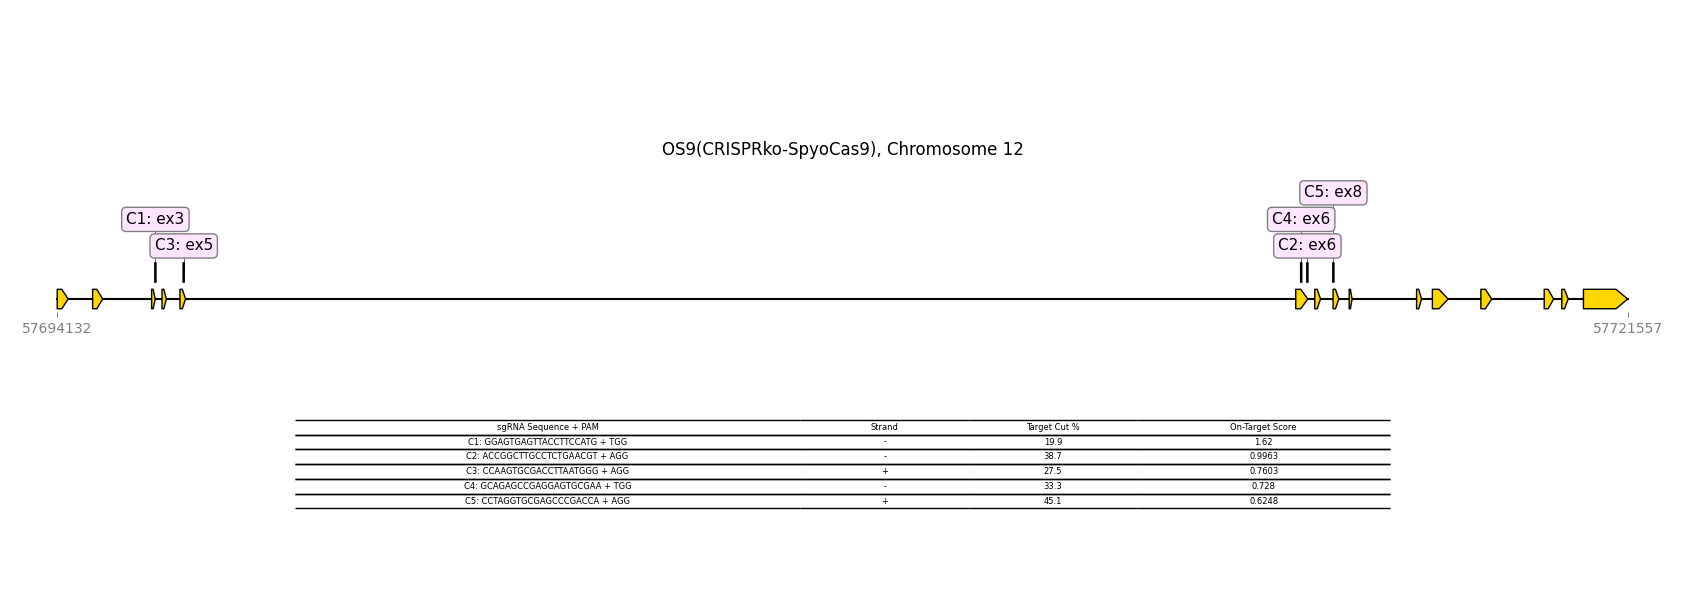 OS9(CRISPRko-SpyoCas9), Chromosome 12
C5: ex8
C1: ex3
C4: ex6
C3: ex5
C2: ex6
57694132
57721557
sgRNA Sequence + PAM Strand Target Cut % On-Target Score
C1: GGAGTGAGTTACCTTCCATG + TGG - 19.9 1.62
C2: ACCGGCTTGCCTCTGAACGT + AGG - 38.7 0.9963
C3: CCAAGTGCGACCTTAATGGG + AGG + 27.5 0.7603
C4: GCAGAGCCGAGGAGTGCGAA + TGG - 33.3 0.728
C5: CCTAGGTGCGAGCCCGACCA + AGG + 45.1 0.6248